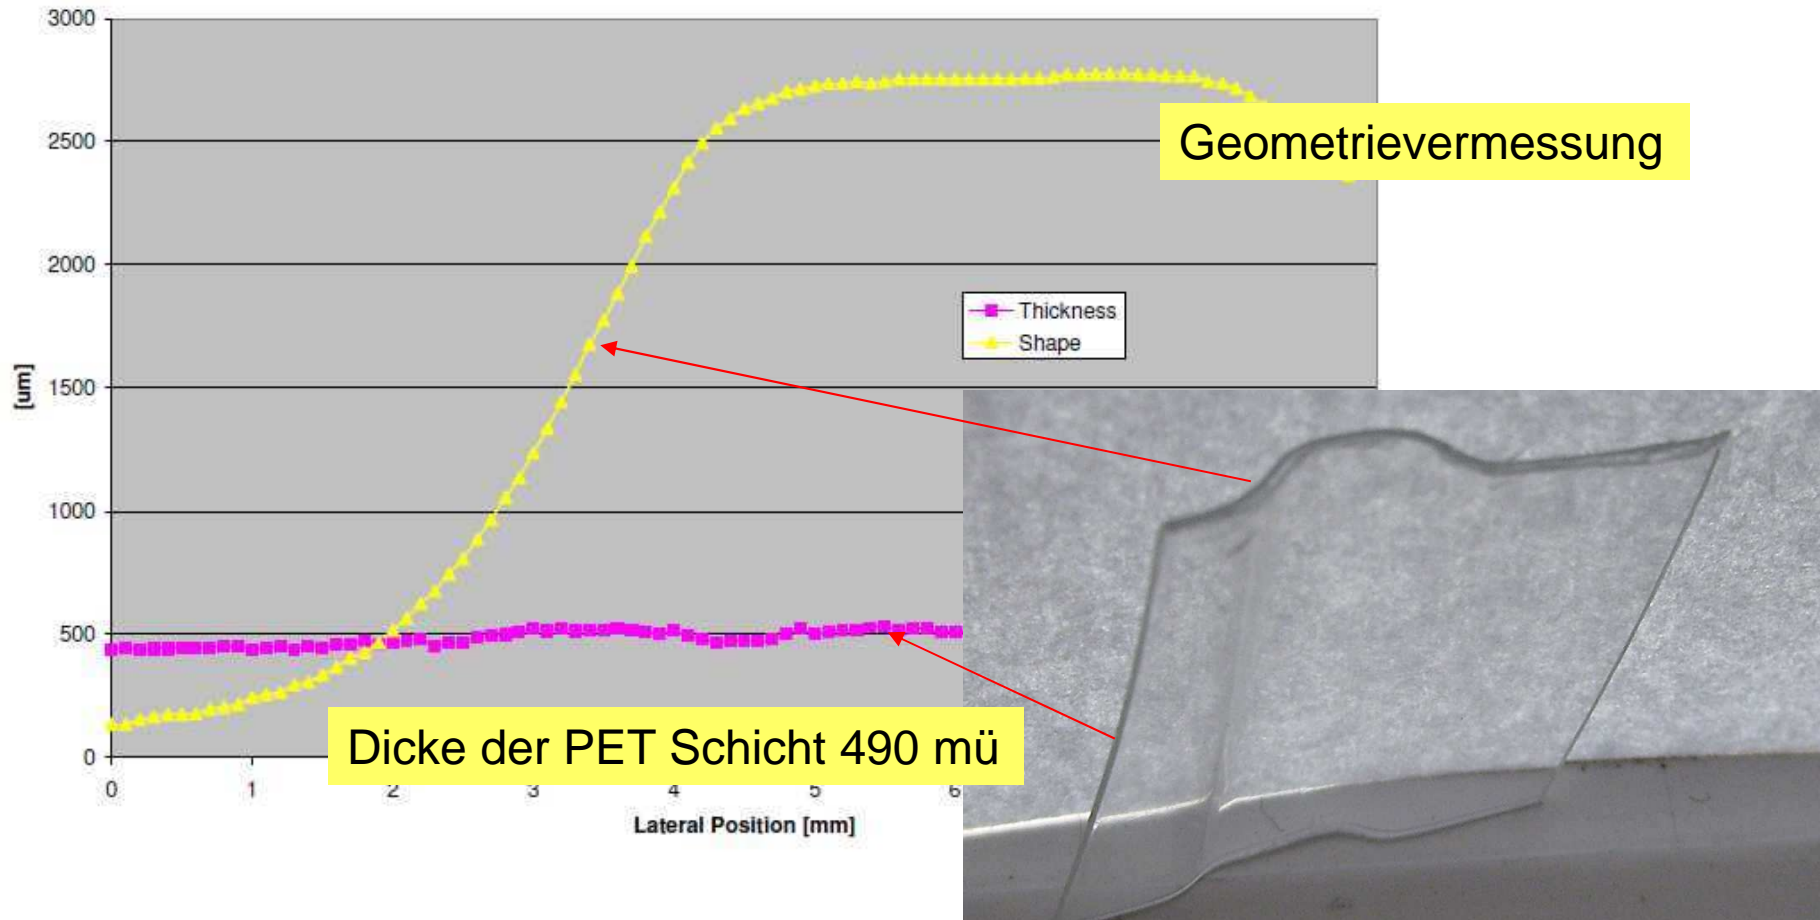 3000
2500
2000
1500
1000
500
0
[um]
Geometrievermessung
Thickness
Shape
Dicke der PET Schicht 490 mü
0 1 2 3 4 5 6
Lateral Position [mm]